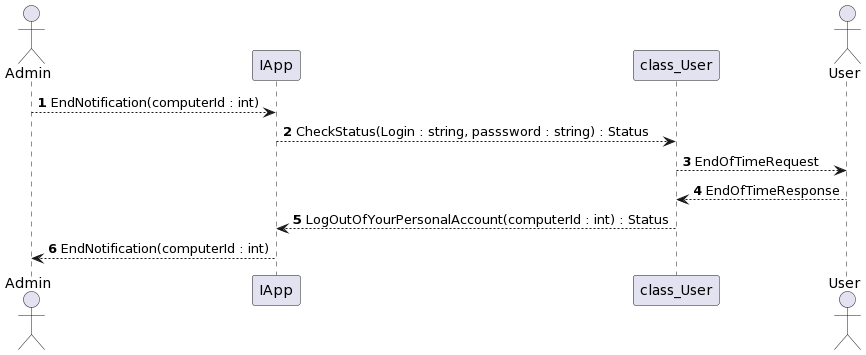 Admin
IApp
class_User
User
1 EndNotification(computerId : int)
2 CheckStatus(Login : string, passsword : string) : Status
3 EndOfTimeRequest
4 EndOfTimeResponse
5 LogOutOfYourPersonalAccount(computerId : int) : Status
6 EndNotification(computerId : int)
Admin
IApp
class_User
User